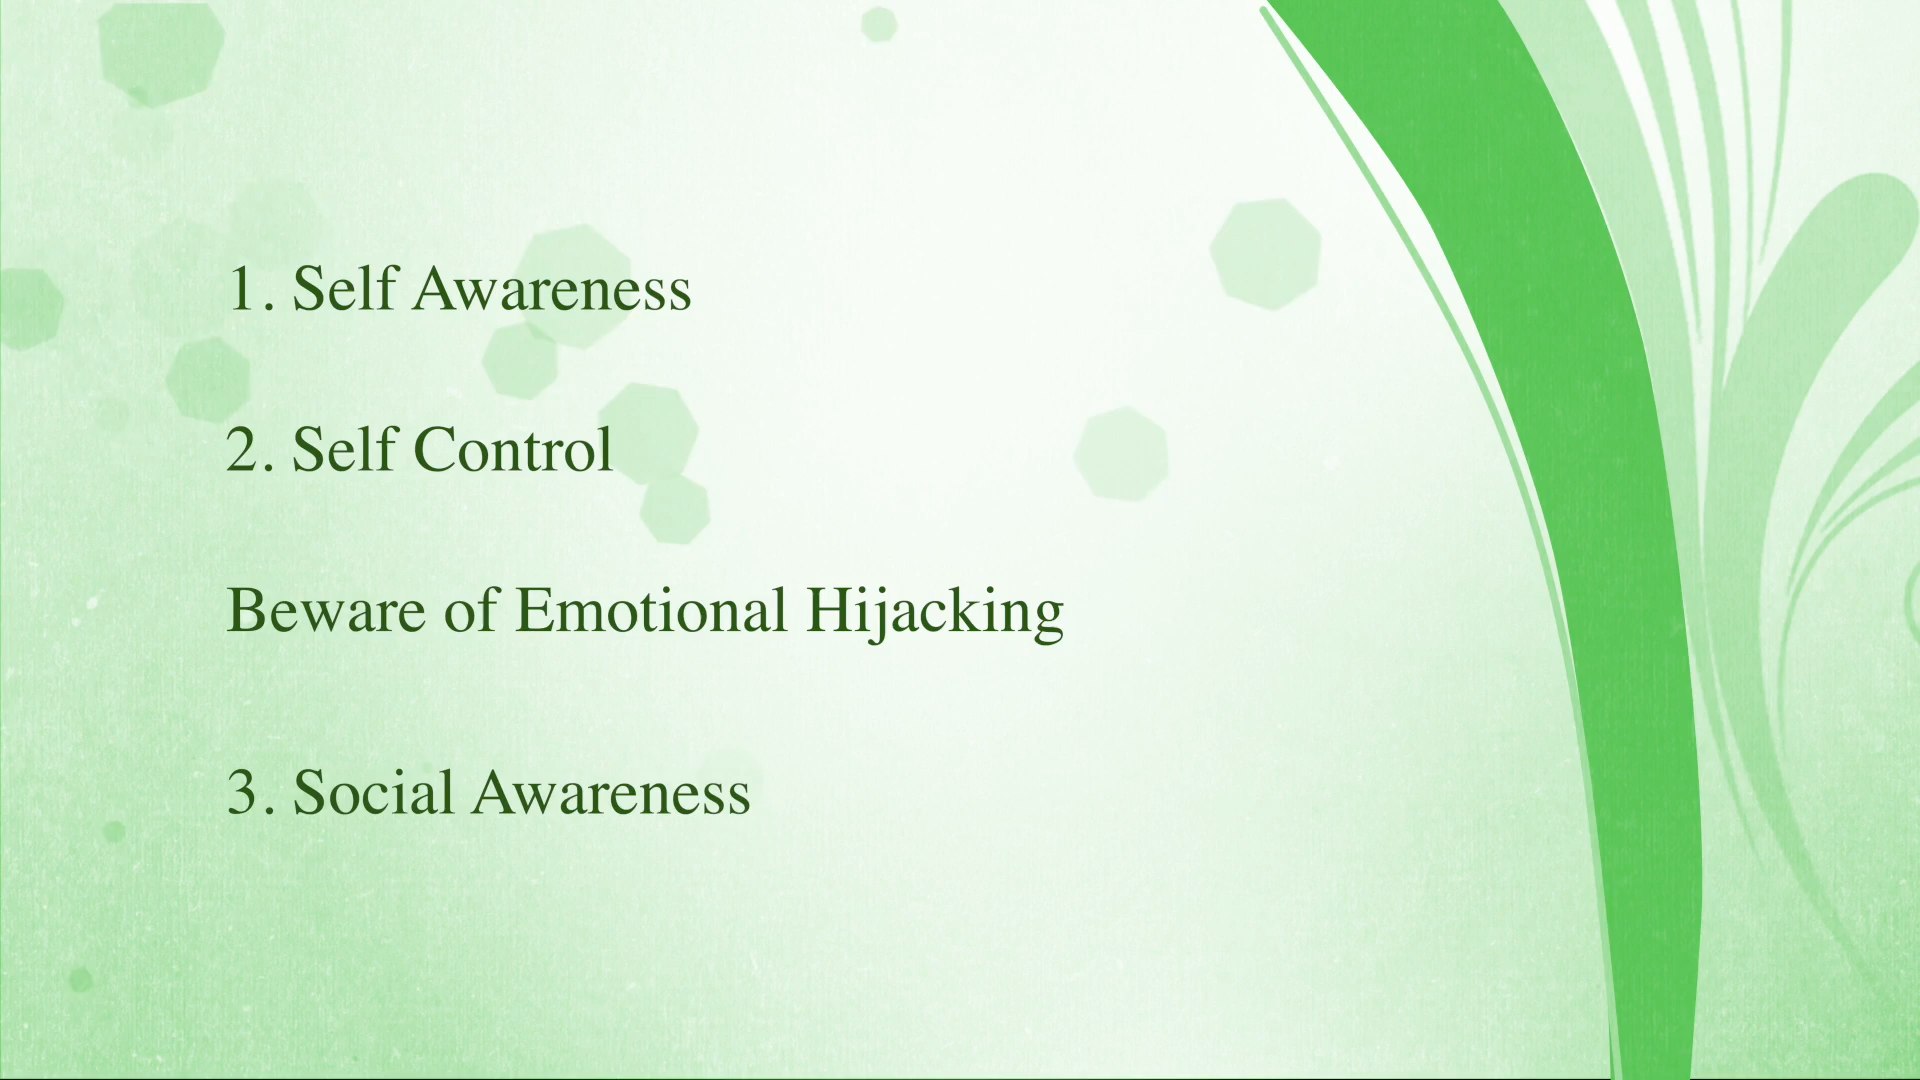 1. Self Awareness
2. Self Control
Beware of Emotional Hijacking
3. Social Awareness